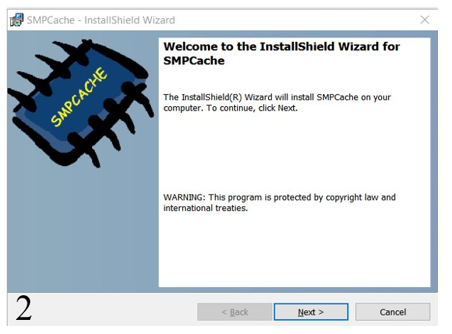 SMPCache - InstallShield Wizard
Welcome to the InstallShield Wizard for
SMPCache
SMPCACHE
The InstallShield(R) Wizard will install SMPCache on your
computer. To continue, click Next.
WARNING: This program is protected by copyright law and
international treaties.
2
< Back
Next >
Cancel